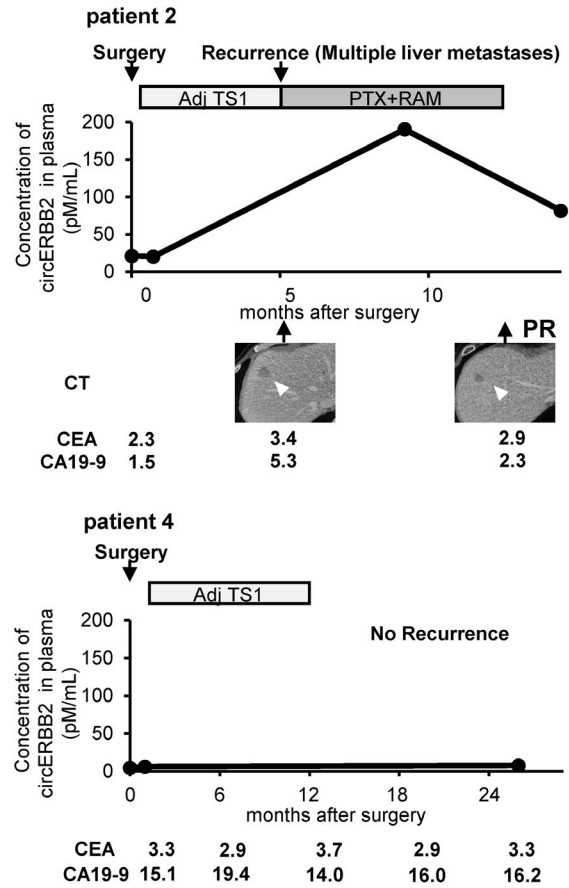 patient 2
Surgery Recurrence (Multiple liver metastases)
Adj TS1 PTX+RAM
Concentration of
circERBB2 in plasma
(pM/mL)
200
150
100
50
0
0 5 10
months after surgery
PR
CT
CEA 2.3 3.4 2.9
CA19-9 1.5 5.3 2.3
patient 4
Surgery
Adj TS1
Concentration of
circERBB2 in plasma
(pM/mL)
200
No Recurrence
150
100
50
0
0 6 12 18 24
months after surgery
CEA 3.3 2.9 3.7 2.9 3.3
CA19-9 15.1 19.4 14.0 16.0 16.2